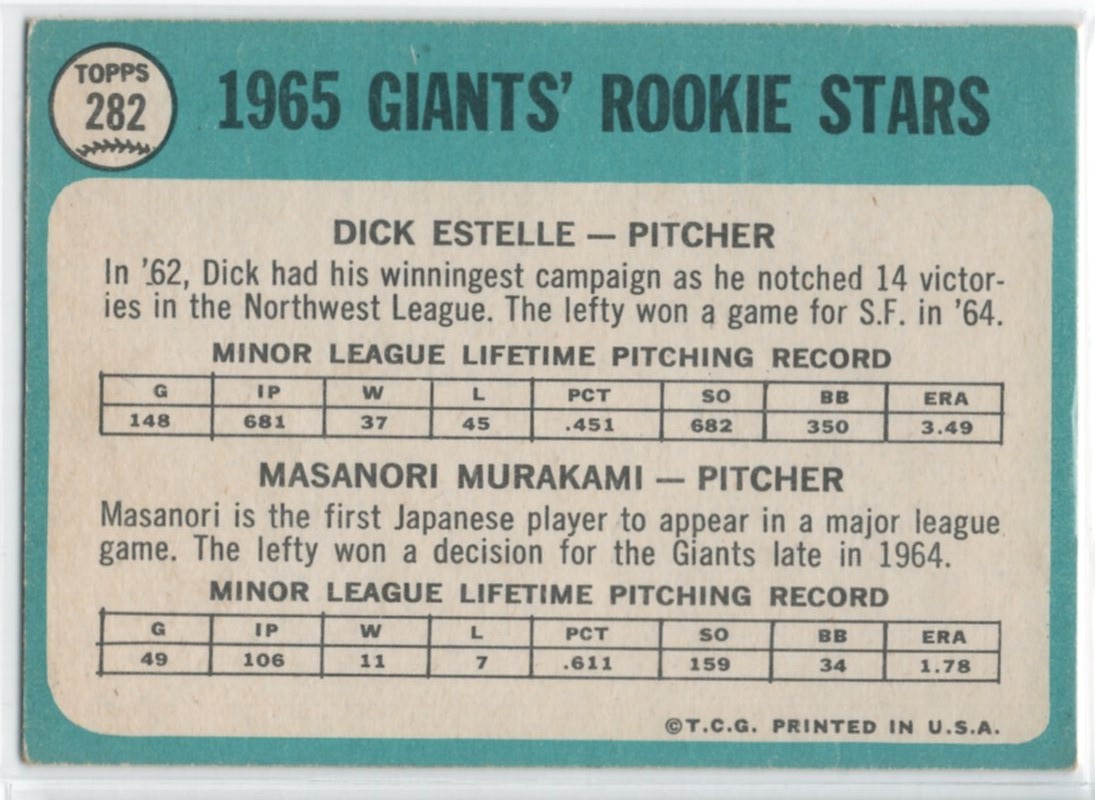 TOPPS
282
1965 GIANTS' ROOKIE STARS
DICK ESTELLE — PITCHER
In '62, Dick had his winningest campaign as he notched 14 victor-
ies in the Northwest League. The lefty won a game for S.F. in '64.
MINOR LEAGUE LIFETIME PITCHING RECORD
G IP W L PCT SO BB ERA
148 681 37 45 .451 682 350 3.49
MASANORI MURAKAMI — PITCHER
Masanori is the first Japanese player to appear in a major league
game. The lefty won a decision for the Giants late in 1964.
MINOR LEAGUE LIFETIME PITCHING RECORD
G IP W L PCT SO BB ERA
49 106 11 7 .611 159 34 1.78
©T.C.G. PRINTED IN U.S.A.